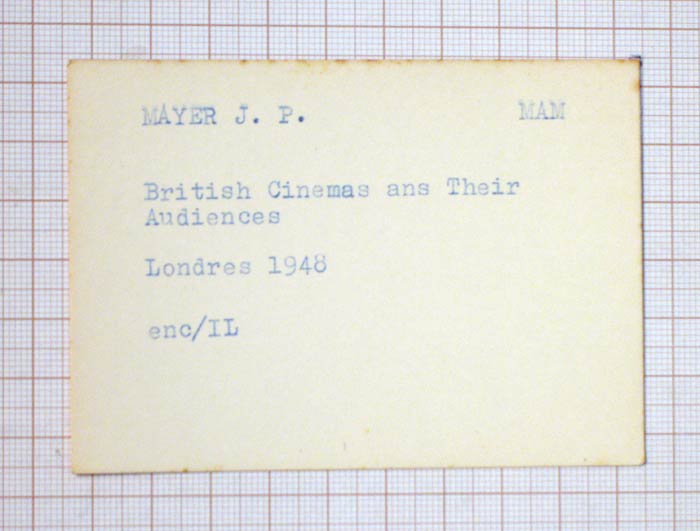 MAYER J. P. MAM
British Cinemas ans Their
Audiences
Londres 1948
enc/IL